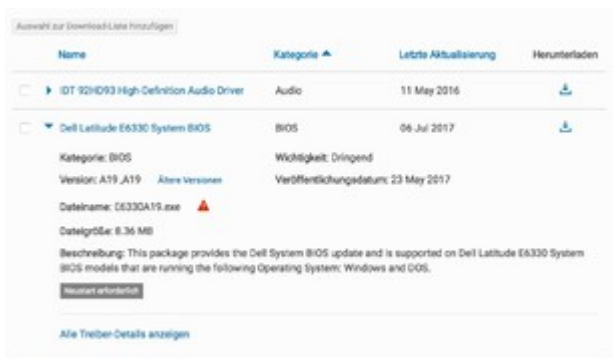 Auswahl zur Download-Liste hinzufügen
Name Kategorie Letzte Aktualisierung Herunterladen
IDT 92HD93 High-Definition Audio Driver Audio 11 May 2016
Dell Latitude E6330 System BIOS BIOS 06 Jul 2017
Kategorie: BIOS Wichtigkeit: Dringend
Version: A19 ,A19 Ältere Versionen Veröffentlichungsdatum: 23 May 2017
Dateiname: E6330A19.exe
Dateigröße: 8.36 MB
Beschreibung: This package provides the Dell System BIOS update and is supported on Dell Latitude E6330 System
BIOS models that are running the following Operating System: Windows and DOS.
Neustart erforderlich
Alle Treiber-Details anzeigen